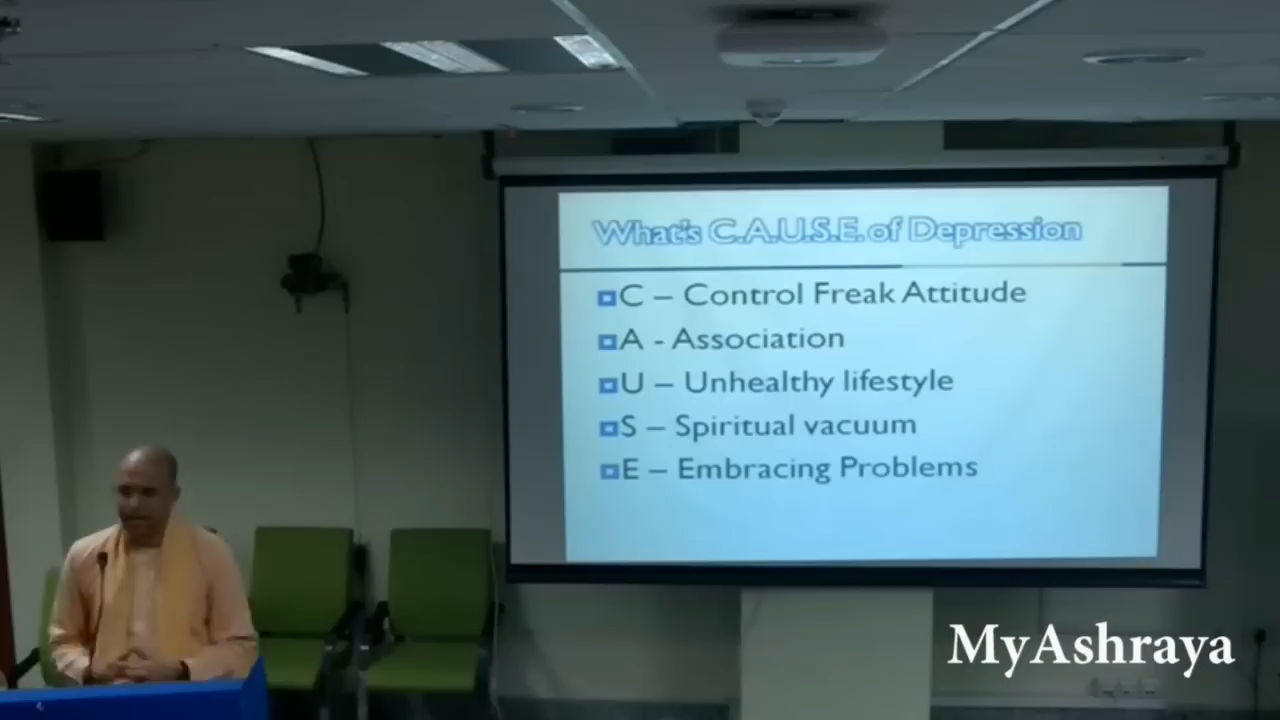 What's C.A.U.S.E. of Depression
C – Control Freak Attitude
A - Association
U – Unhealthy lifestyle
S – Spiritual vacuum
E – Embracing Problems
MyAshraya